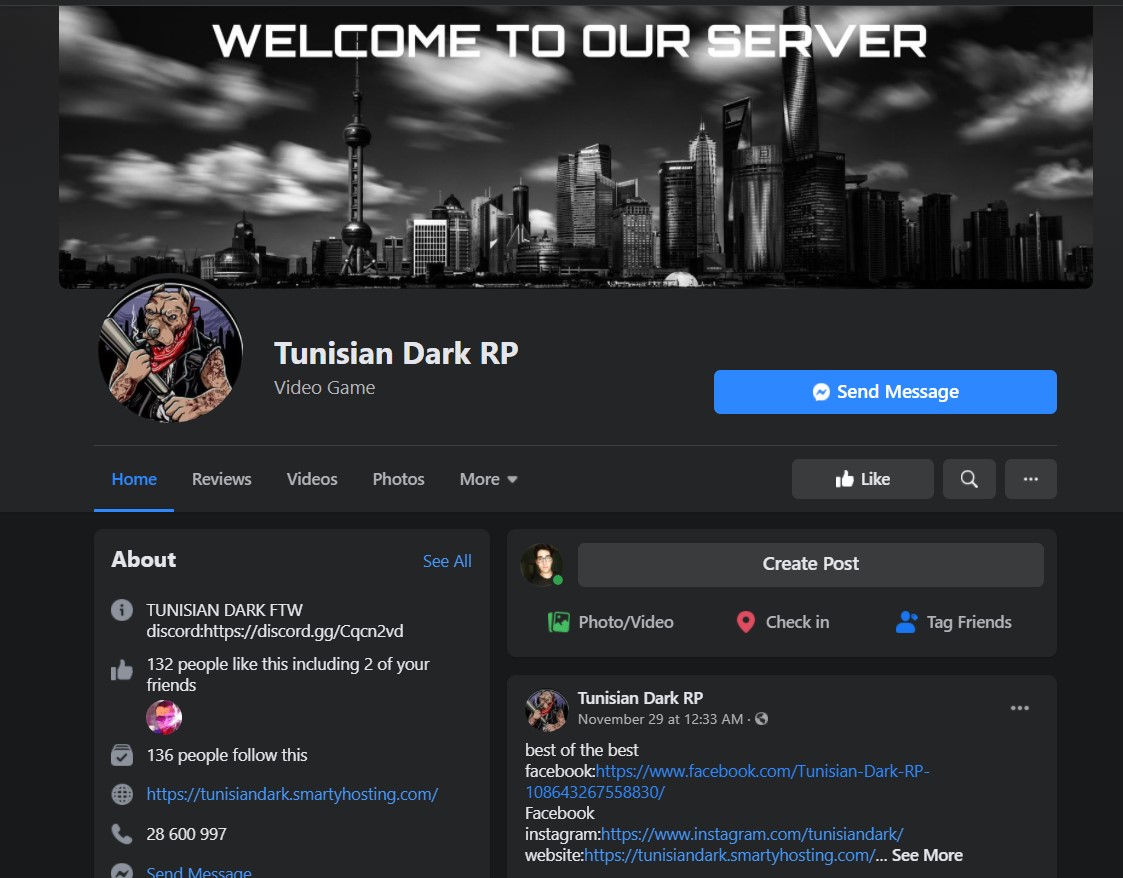 WELCOME TO OUR SERVER
Tunisian Dark RP
Video Game
Send Message
Home
Reviews
Videos
Photos
More
Like
About
See All
TUNISIAN DARK FTW
discord:https://discord.gg/Cqcn2vd
132 people like this including 2 of your
friends
136 people follow this
https://tunisiandark.smartyhosting.com/
28 600 997
Send Message
Create Post
Photo/Video
Check in
Tag Friends
Tunisian Dark RP
November 29 at 12:33 AM ·
best of the best
facebook:https://www.facebook.com/Tunisian-Dark-RP-
108643267558830/
Facebook
instagram:https://www.instagram.com/tunisiandark/
website:https://tunisiandark.smartyhosting.com/... See More